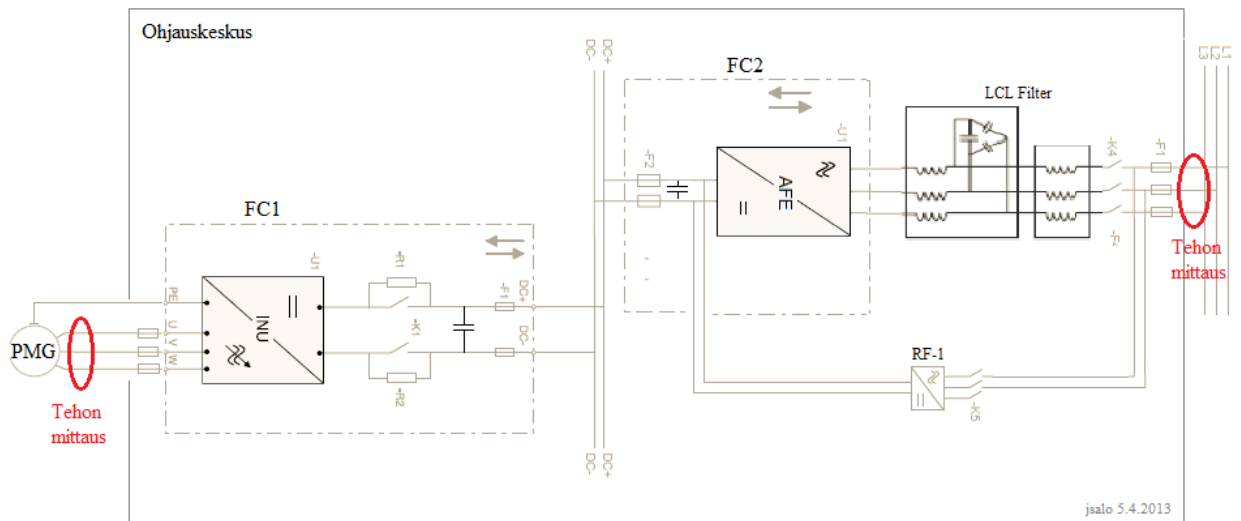 Ohjauskeskus
DC-
DC+
L3
L2
L1
FC2
LCL Filter
-U1
-F2
AFE
-K4
-F1
-F4
Tehon
mittaus
FC1
-U1
-R1
-F1
DC+
DC-
-K1
-R2
INU
PE
U
V
W
PMG
Tehon
mittaus
RF-1
-K5
DC-
DC+
jsalo 5.4.2013